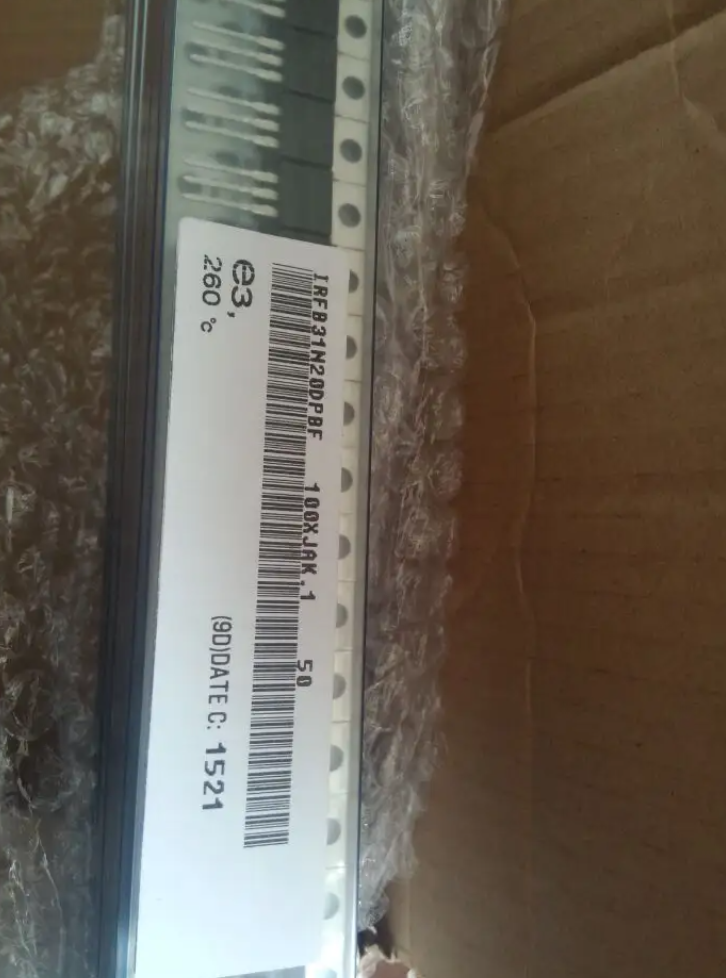 IRFB31N20DPBF 100XJAK.1 50
e3,
260 °c
(9D)DATE C: 1521